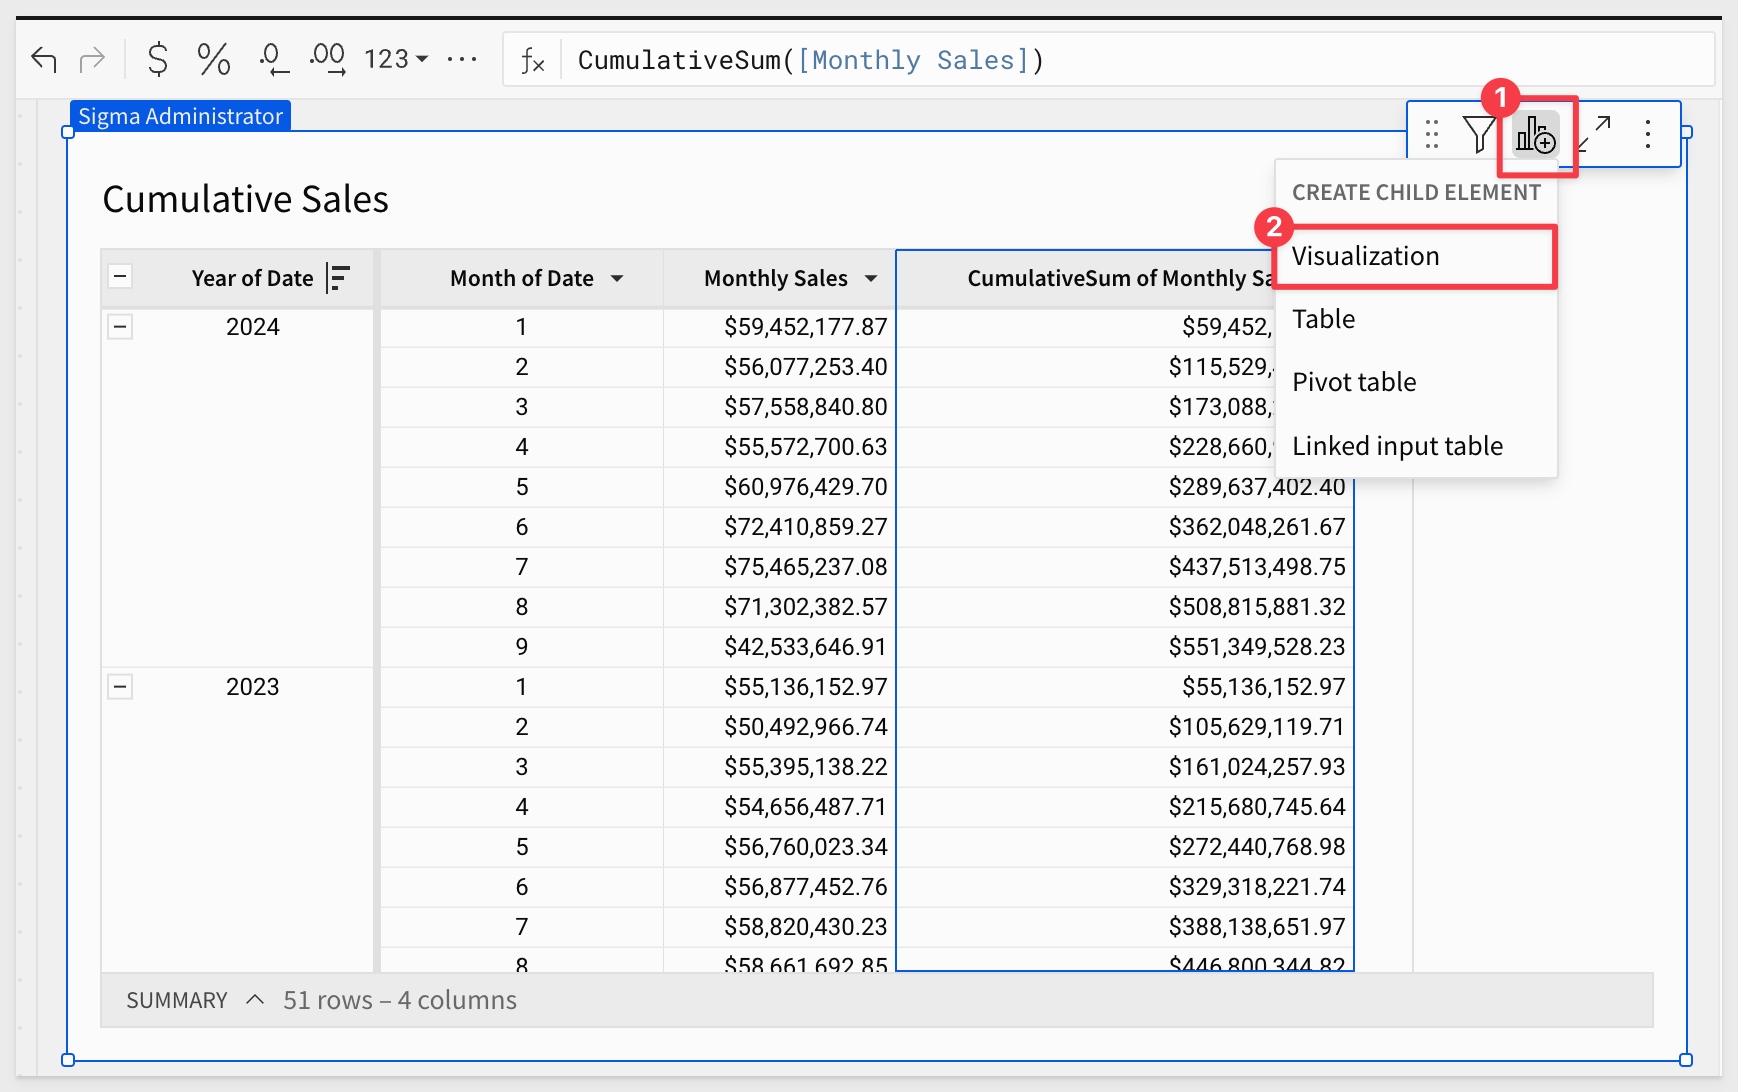 $ % .0 .00 123 ...
fx CumulativeSum([Monthly Sales])
Sigma Administrator
1
Cumulative Sales
CREATE CHILD ELEMENT
2
Visualization
Table
Pivot table
Linked input table
Year of Date Month of Date Monthly Sales CumulativeSum of Monthly Sa
2024 1 $59,452,177.87 $59,452,
2 $56,077,253.40 $115,529,
3 $57,558,840.80 $173,088,
4 $55,572,700.63 $228,660,
5 $60,976,429.70 $289,637,402.40
6 $72,410,859.27 $362,048,261.67
7 $75,465,237.08 $437,513,498.75
8 $71,302,382.57 $508,815,881.32
9 $42,533,646.91 $551,349,528.23
2023 1 $55,136,152.97 $55,136,152.97
2 $50,492,966.74 $105,629,119.71
3 $55,395,138.22 $161,024,257.93
4 $54,656,487.71 $215,680,745.64
5 $56,760,023.34 $272,440,768.98
6 $56,877,452.76 $329,318,221.74
7 $58,820,430.23 $388,138,651.97
8 $58,661,692.85 $446,800,344.82
SUMMARY 51 rows – 4 columns